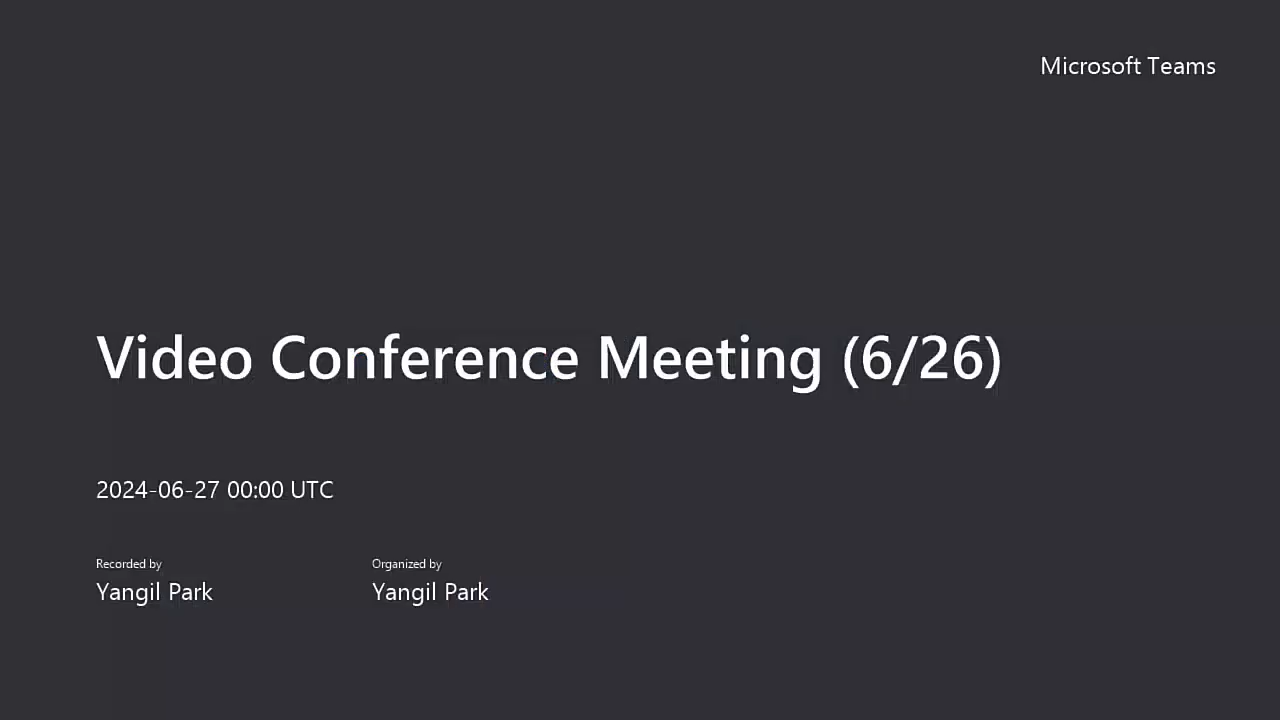 Microsoft Teams
Video Conference Meeting (6/26)
2024-06-27 00:00 UTC
Recorded by
Yangil Park
Organized by
Yangil Park